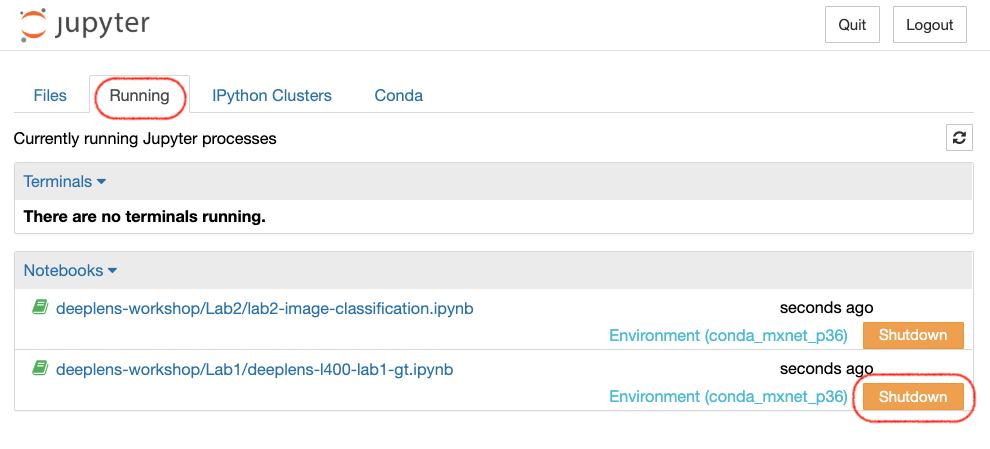 jupyter
Quit
Logout
Files
Running
IPython Clusters
Conda
Currently running Jupyter processes
Terminals
There are no terminals running.
Notebooks
deeplens-workshop/Lab2/lab2-image-classification.ipynb
seconds ago
Environment (conda_mxnet_p36)
Shutdown
deeplens-workshop/Lab1/deeplens-l400-lab1-gt.ipynb
seconds ago
Environment (conda_mxnet_p36)
Shutdown